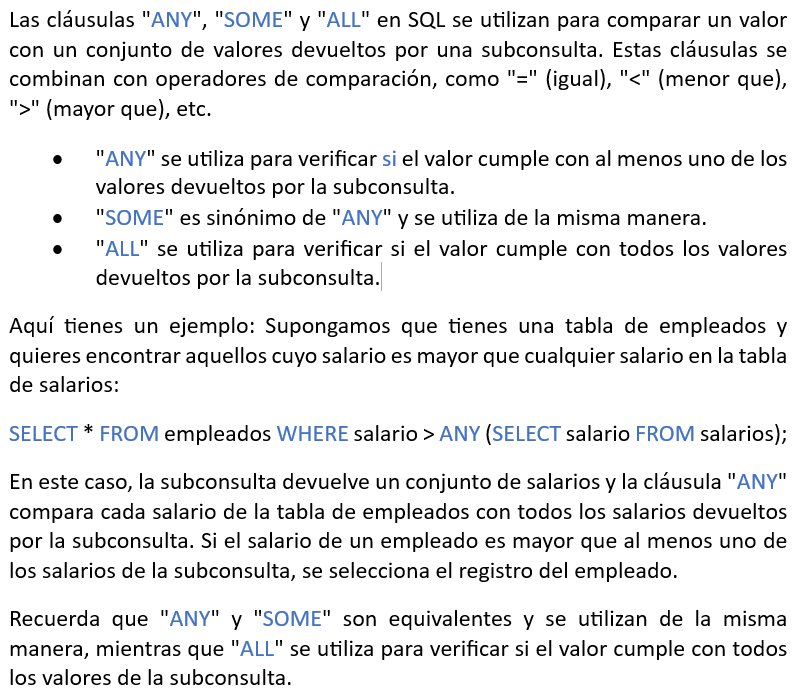 Las cláusulas "ANY", "SOME" y "ALL" en SQL se utilizan para comparar un valor
con un conjunto de valores devueltos por una subconsulta. Estas cláusulas se
combinan con operadores de comparación, como "=" (igual), "<" (menor que),
">" (mayor que), etc.
• "ANY" se utiliza para verificar si el valor cumple con al menos uno de los
valores devueltos por la subconsulta.
• "SOME" es sinónimo de "ANY" y se utiliza de la misma manera.
• "ALL" se utiliza para verificar si el valor cumple con todos los valores
devueltos por la subconsulta.
Aquí tienes un ejemplo: Supongamos que tienes una tabla de empleados y
quieres encontrar aquellos cuyo salario es mayor que cualquier salario en la tabla
de salarios:
SELECT * FROM empleados WHERE salario > ANY (SELECT salario FROM salarios);
En este caso, la subconsulta devuelve un conjunto de salarios y la cláusula "ANY"
compara cada salario de la tabla de empleados con todos los salarios devueltos
por la subconsulta. Si el salario de un empleado es mayor que al menos uno de
los salarios de la subconsulta, se selecciona el registro del empleado.
Recuerda que "ANY" y "SOME" son equivalentes y se utilizan de la misma
manera, mientras que "ALL" se utiliza para verificar si el valor cumple con todos
los valores de la subconsulta.